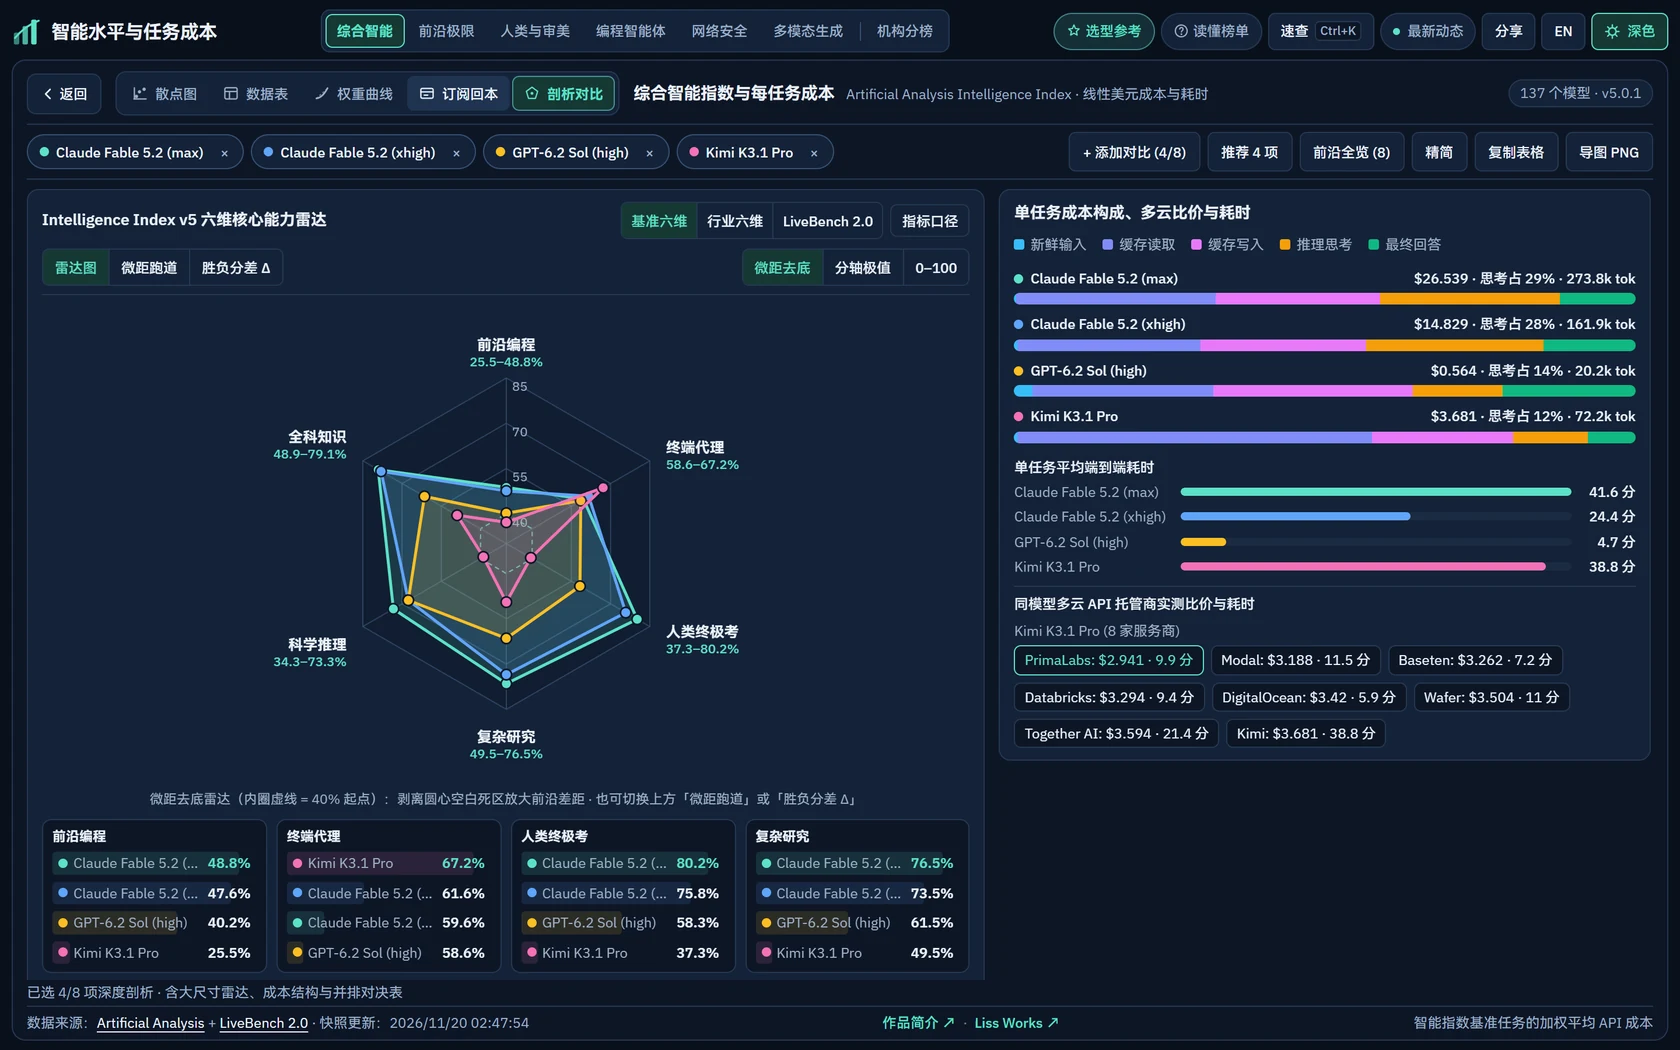 智能水平与任务成本
综合智能 前沿极限 人类与审美 编程智能体 网络安全 多模态生成 机构分榜
选型参考 读懂榜单 速查 Ctrl+K 最新动态 分享 EN 深色
返回 散点图 数据表 权重曲线 订阅回本 剖析对比
综合智能指数与每任务成本 Artificial Analysis Intelligence Index · 线性美元成本与耗时
137 个模型 · v5.0.1
Claude Fable 5.2 (max) ×
Claude Fable 5.2 (xhigh) ×
GPT-6.2 Sol (high) ×
Kimi K3.1 Pro ×
+ 添加对比 (4/8) 推荐 4 项 前沿全览 (8) 精简 复制表格 导图 PNG
Intelligence Index v5 六维核心能力雷达
基准六维 行业六维 LiveBench 2.0 指标口径
雷达图 微距跑道 胜负分差 Δ
微距去底 分轴极值 0–100
前沿编程
25.5–48.8%
85
70
55
40
终端代理
58.6–67.2%
人类终极考
37.3–80.2%
复杂研究
49.5–76.5%
科学推理
34.3–73.3%
全科知识
48.9–79.1%
微距去底雷达（内圈虚线 = 40% 起点）：剥离圆心空白死区放大前沿差距 · 也可切换上方「微距跑道」或「胜负分差 Δ」
前沿编程
Claude Fable 5.2 (... 48.8%
Claude Fable 5.2 (... 47.6%
GPT-6.2 Sol (high) 40.2%
Kimi K3.1 Pro 25.5%
终端代理
Kimi K3.1 Pro 67.2%
Claude Fable 5.2 (... 61.6%
Claude Fable 5.2 (... 59.6%
GPT-6.2 Sol (high) 58.6%
人类终极考
Claude Fable 5.2 (... 80.2%
Claude Fable 5.2 (... 75.8%
GPT-6.2 Sol (high) 58.3%
Kimi K3.1 Pro 37.3%
复杂研究
Claude Fable 5.2 (... 76.5%
Claude Fable 5.2 (... 73.5%
GPT-6.2 Sol (high) 61.5%
Kimi K3.1 Pro 49.5%
单任务成本构成、多云比价与耗时
新鲜输入 缓存读取 缓存写入 推理思考 最终回答
Claude Fable 5.2 (max) $26.539 · 思考占 29% · 273.8k tok
Claude Fable 5.2 (xhigh) $14.829 · 思考占 28% · 161.9k tok
GPT-6.2 Sol (high) $0.564 · 思考占 14% · 20.2k tok
Kimi K3.1 Pro $3.681 · 思考占 12% · 72.2k tok
单任务平均端到端耗时
Claude Fable 5.2 (max) 41.6 分
Claude Fable 5.2 (xhigh) 24.4 分
GPT-6.2 Sol (high) 4.7 分
Kimi K3.1 Pro 38.8 分
同模型多云 API 托管商实测比价与耗时
Kimi K3.1 Pro (8 家服务商)
PrimaLabs: $2.941 · 9.9 分 Modal: $3.188 · 11.5 分 Baseten: $3.262 · 7.2 分
Databricks: $3.294 · 9.4 分 DigitalOcean: $3.42 · 5.9 分 Wafer: $3.504 · 11 分
Together AI: $3.594 · 21.4 分 Kimi: $3.681 · 38.8 分
已选 4/8 项深度剖析 · 含大尺寸雷达、成本结构与并排对决表
数据来源：Artificial Analysis + LiveBench 2.0 · 快照更新：2026/11/20 02:47:54
作品简介 ↗ · Liss Works ↗
智能指数基准任务的加权平均 API 成本